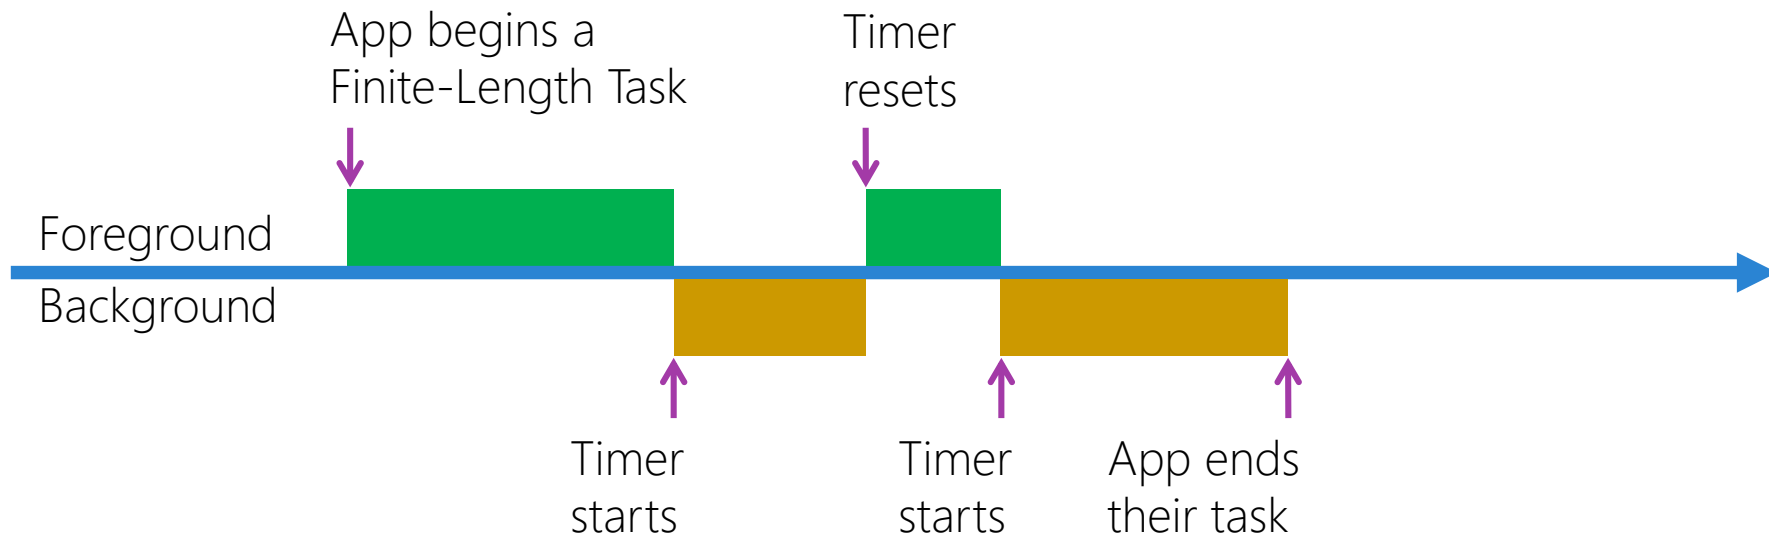 App begins a
Finite-Length Task
Timer
resets
Foreground
Background
Timer
starts
Timer
starts
App ends
their task